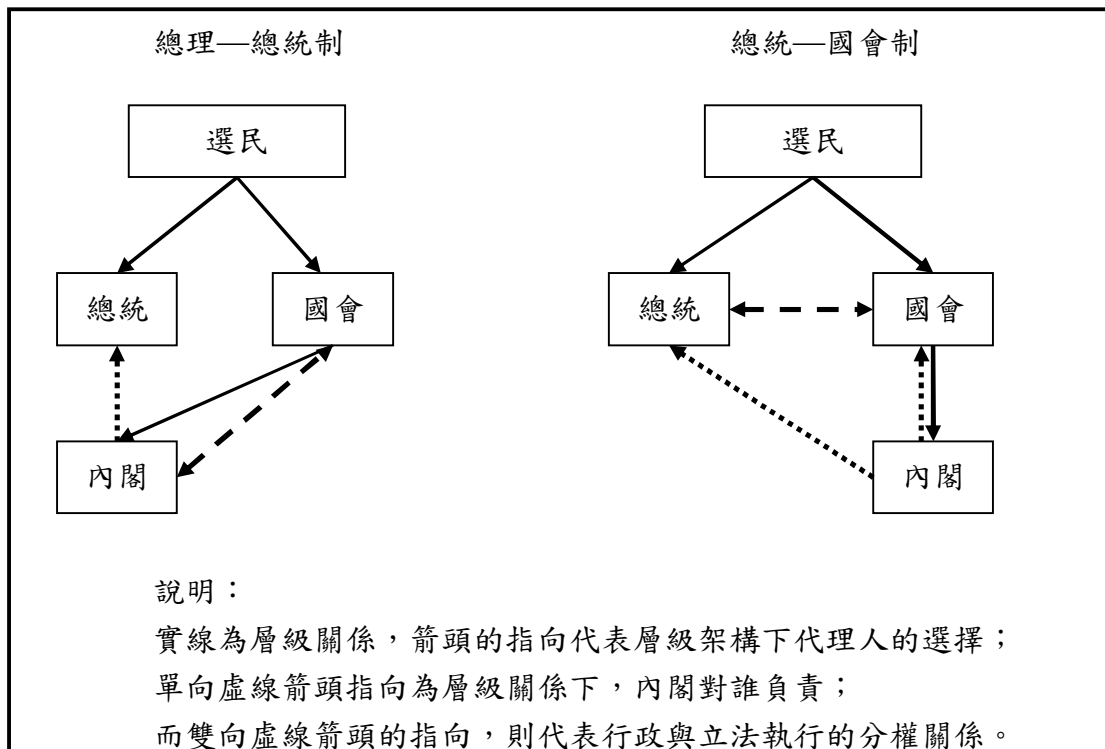 總理—總統制
總統—國會制
選民
選民
總統
國會
總統
國會
內閣
內閣
說明：
實線為層級關係，箭頭的指向代表層級架構下代理人的選擇；
單向虛線箭頭指向為層級關係下，內閣對誰負責；
而雙向虛線箭頭的指向，則代表行政與立法執行的分權關係。